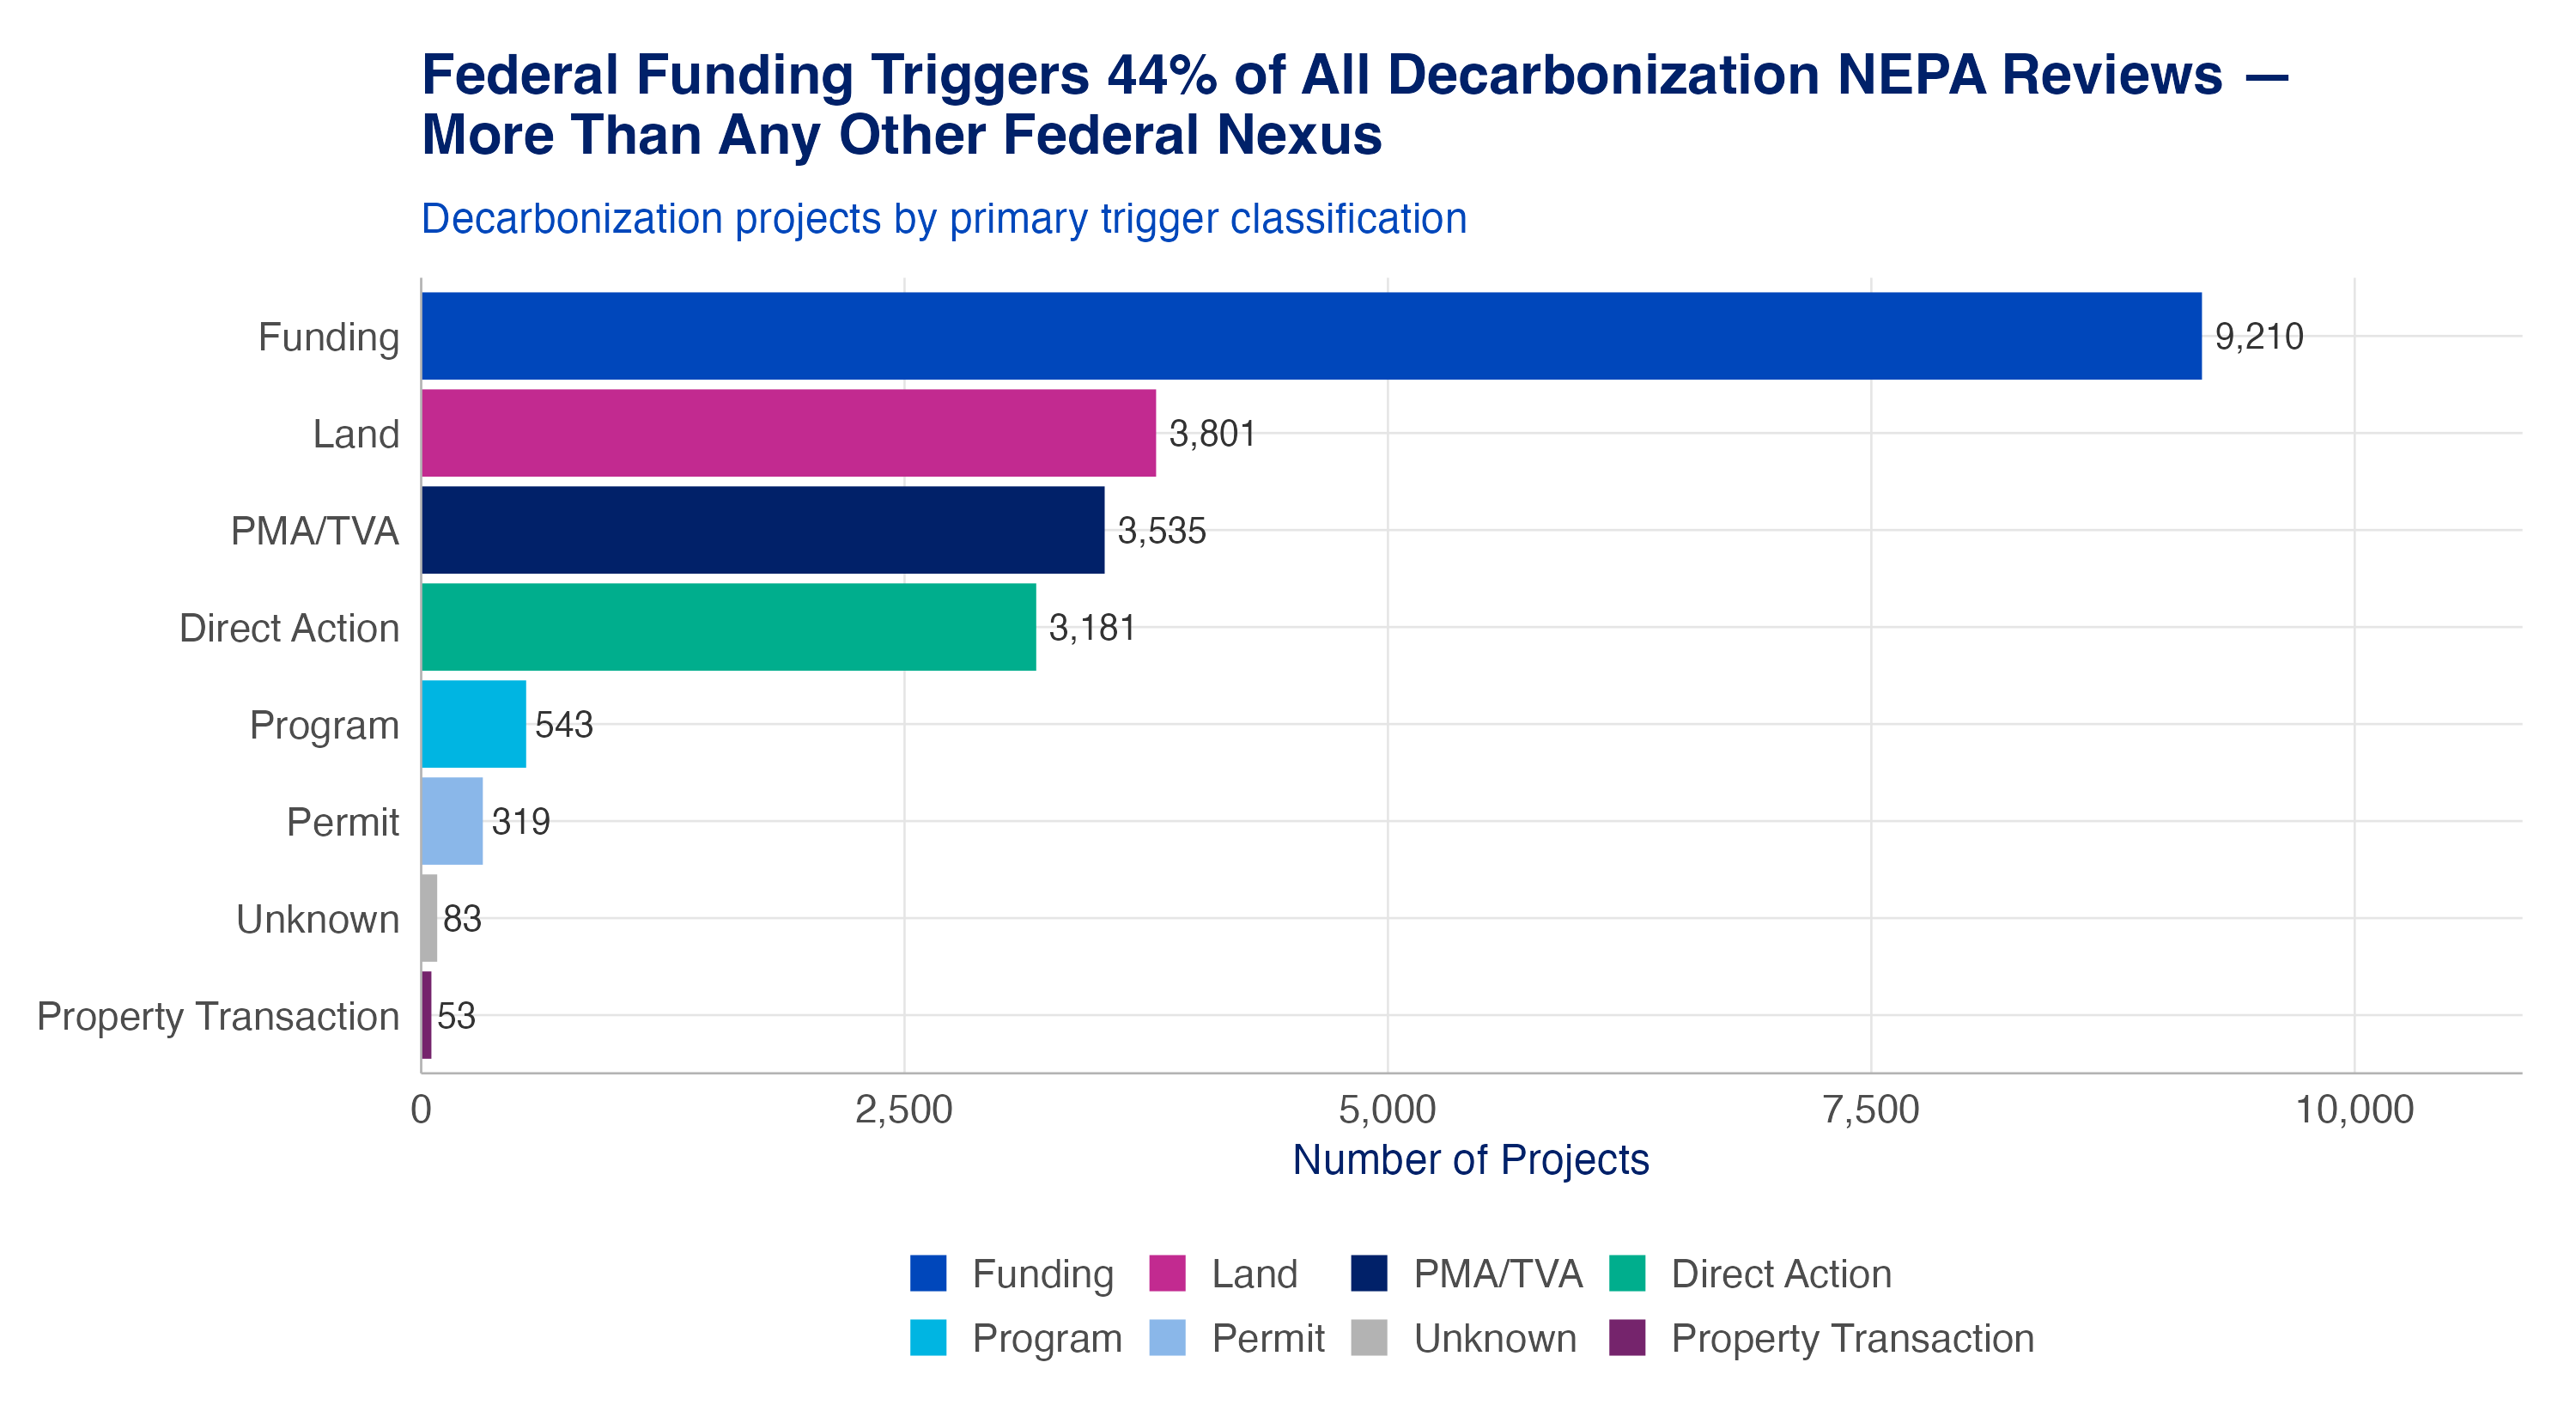 Federal Funding Triggers 44% of All Decarbonization NEPA Reviews —
More Than Any Other Federal Nexus
Decarbonization projects by primary trigger classification
Funding 9,210
Land 3,801
PMA/TVA 3,535
Direct Action 3,181
Program 543
Permit 319
Unknown 83
Property Transaction 53
0 2,500 5,000 7,500 10,000
Number of Projects
Funding Land PMA/TVA Direct Action
Program Permit Unknown Property Transaction